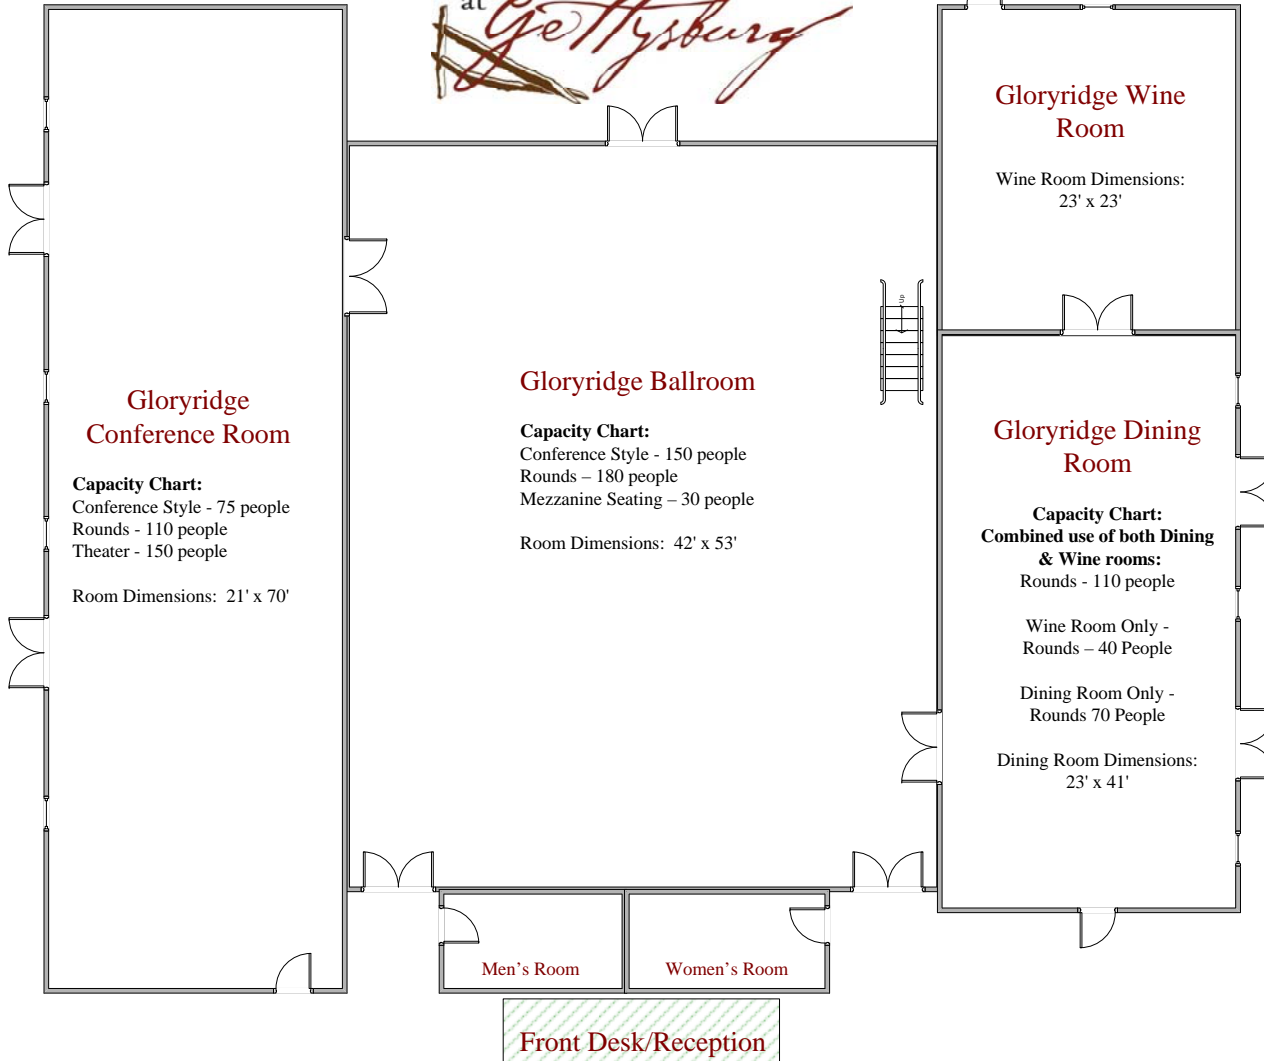 at
Gettysburg
Gloryridge
Conference Room
Capacity Chart:
Conference Style - 75 people
Rounds - 110 people
Theater - 150 people
Room Dimensions:  21' x 70'
Gloryridge Ballroom
Capacity Chart:
Conference Style - 150 people
Rounds – 180 people
Mezzanine Seating – 30 people
Room Dimensions:  42' x 53'
Up
Gloryridge Wine
Room
Wine Room Dimensions:
23' x 23'
Gloryridge Dining
Room
Capacity Chart:
Combined use of both Dining
& Wine rooms:
Rounds - 110 people
Wine Room Only -
Rounds – 40 People
Dining Room Only -
Rounds 70 People
Dining Room Dimensions:
23' x 41'
Men's Room
Women's Room
Front Desk/Reception